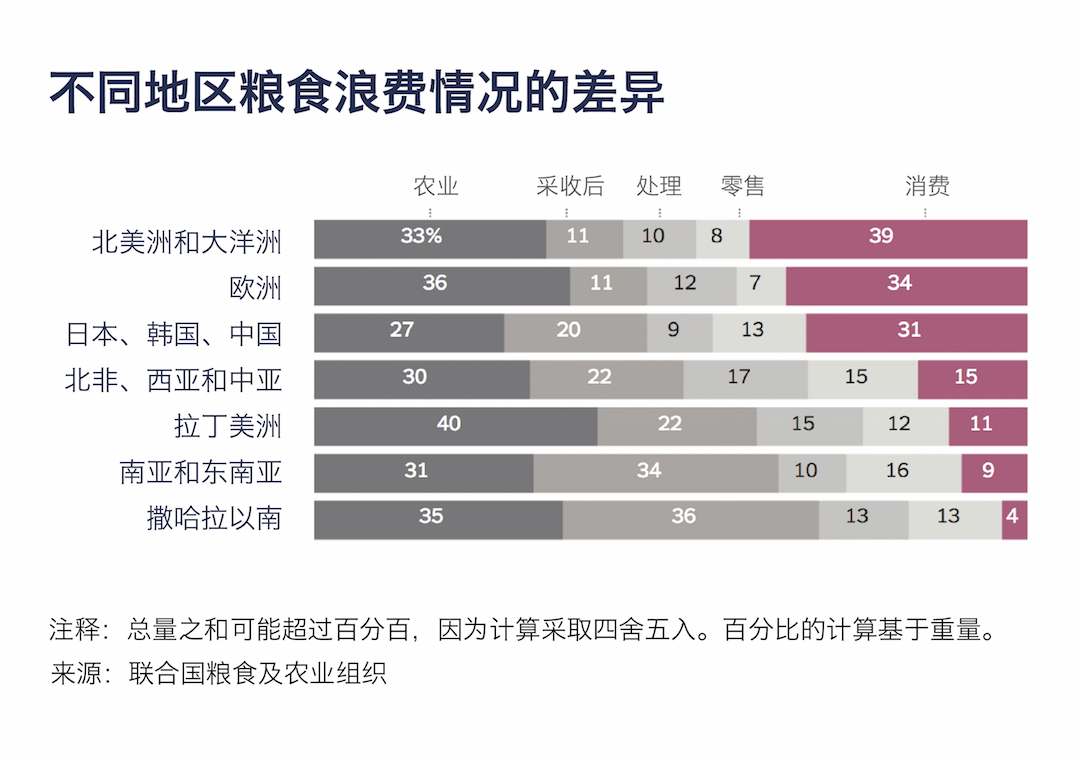 不同地区粮食浪费情况的差异
农业 采收后 处理 零售 消费
北美洲和大洋洲 33% 11 10 8 39
欧洲 36 11 12 7 34
日本、韩国、中国 27 20 9 13 31
北非、西亚和中亚 30 22 17 15 15
拉丁美洲 40 22 15 12 11
南亚和东南亚 31 34 10 16 9
撒哈拉以南 35 36 13 13 4
注释：总量之和可能超过百分百，因为计算采取四舍五入。百分比的计算基于重量。
来源：联合国粮食及农业组织